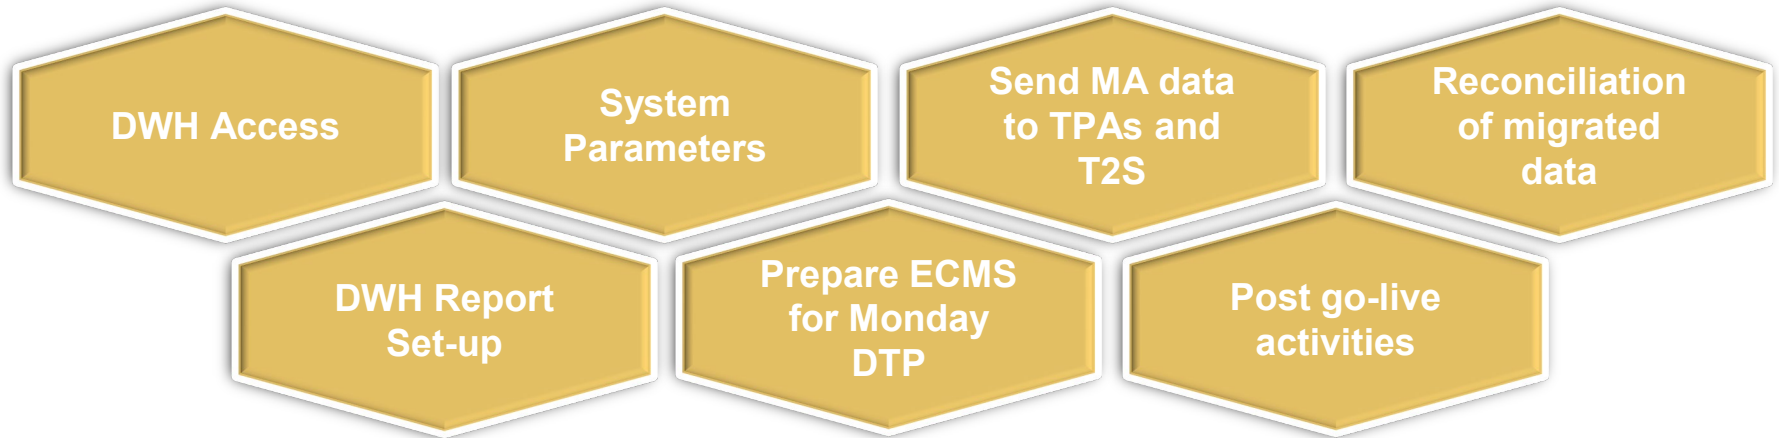 DWH Access
System
Parameters
Send MA data
to TPAs and
T2S
Reconciliation
of migrated
data
DWH Report
Set-up
Prepare ECMS
for Monday
DTP
Post go-live
activities